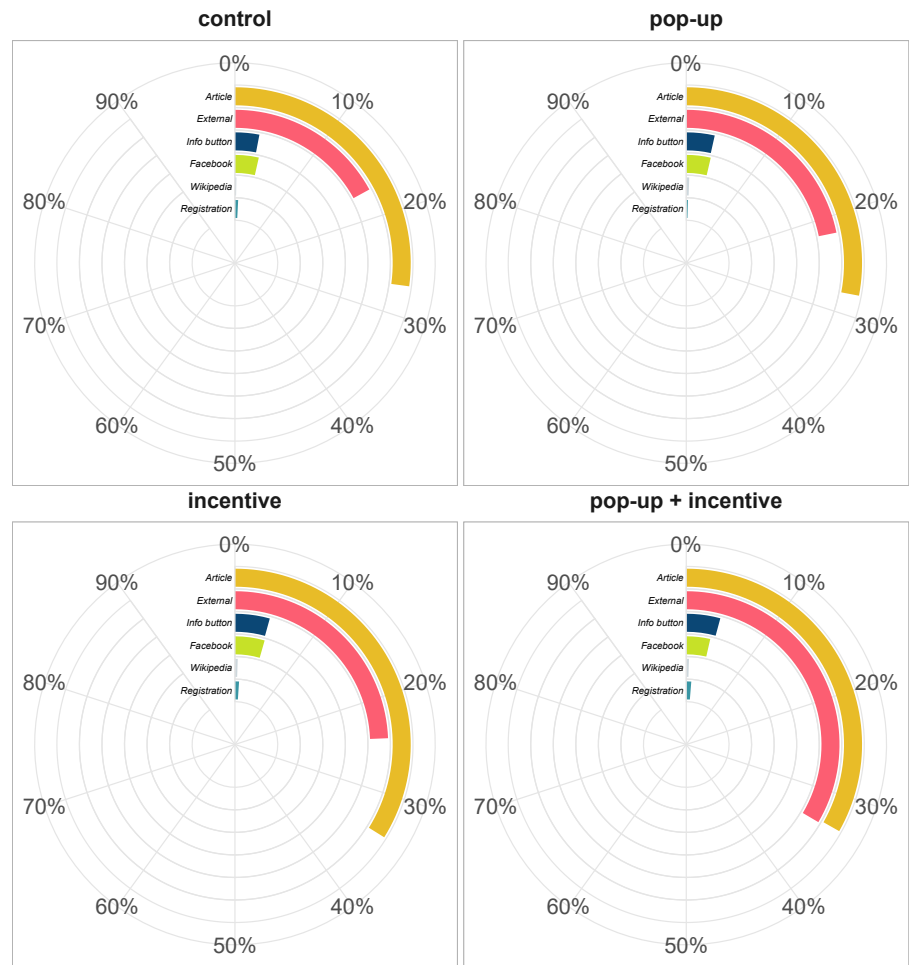 control
0%
90%
10%
Article
External
Info button
Facebook
Wikipedia
80%
20%
Registration
70%
30%
60%
40%
50%
pop-up
0%
90%
10%
Article
External
Info button
Facebook
Wikipedia
80%
20%
Registration
70%
30%
60%
40%
50%
incentive
0%
90%
10%
Article
External
Info button
Facebook
Wikipedia
80%
20%
Registration
70%
30%
60%
40%
50%
pop-up + incentive
0%
90%
10%
Article
External
Info button
Facebook
Wikipedia
80%
20%
Registration
70%
30%
60%
40%
50%